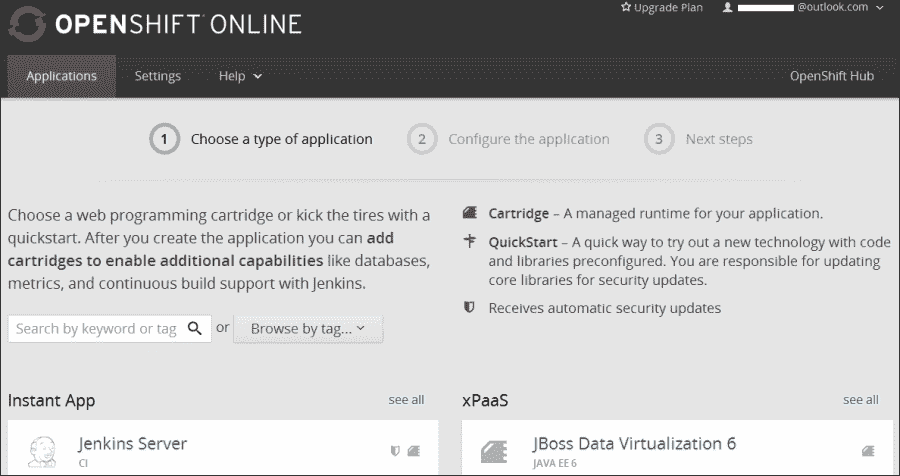 OPENSHIFT ONLINE
Upgrade Plan
@outlook.com
Applications
Settings
Help
OpenShift Hub
1 Choose a type of application
2 Configure the application
3 Next steps
Choose a web programming cartridge or kick the tires with a
quickstart. After you create the application you can add
cartridges to enable additional capabilities like databases,
metrics, and continuous build support with Jenkins.
Search by keyword or tag
or
Browse by tag...
Cartridge – A managed runtime for your application.
QuickStart – A quick way to try out a new technology with code
and libraries preconfigured. You are responsible for updating
core libraries for security updates.
Receives automatic security updates
Instant App
see all
Jenkins Server
CI
xPaaS
see all
JBoss Data Virtualization 6
JAVA EE 6